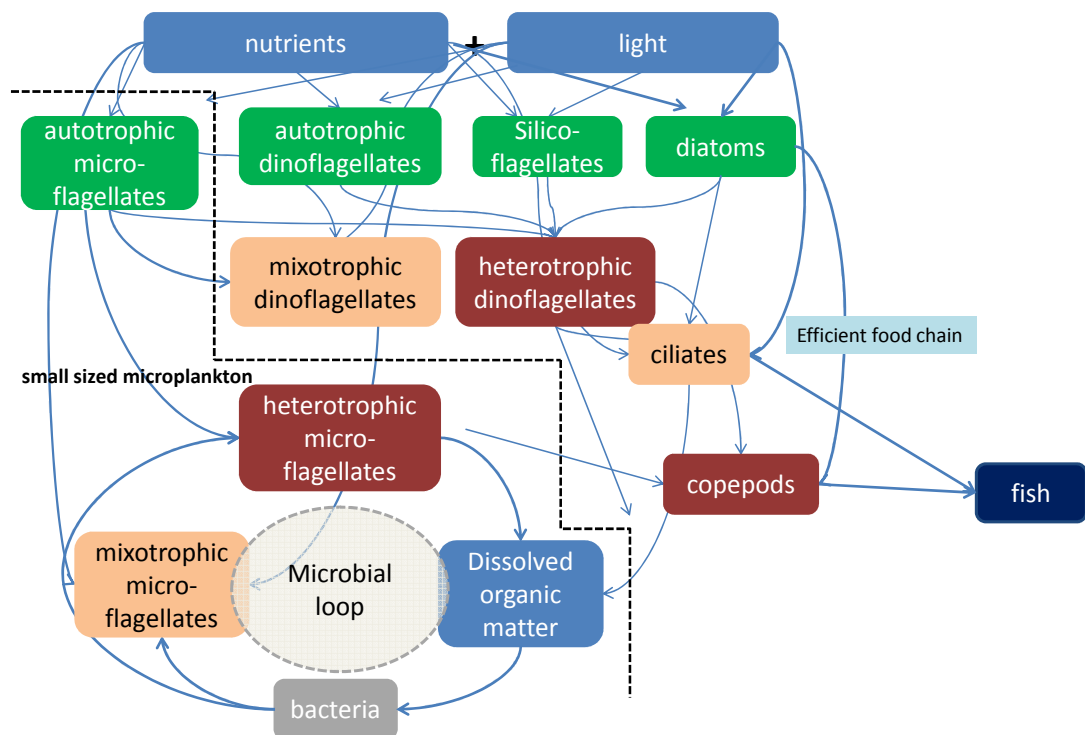 nutrients
+
light
autotrophic
micro-
flagellates
autotrophic
dinoflagellates
Silico-
flagellates
diatoms
mixotrophic
dinoflagellates
heterotrophic
dinoflagellates
Efficient food chain
ciliates
small sized microplankton
heterotrophic
micro-
flagellates
copepods
fish
mixotrophic
micro-
flagellates
Microbial
loop
Dissolved
organic
matter
bacteria